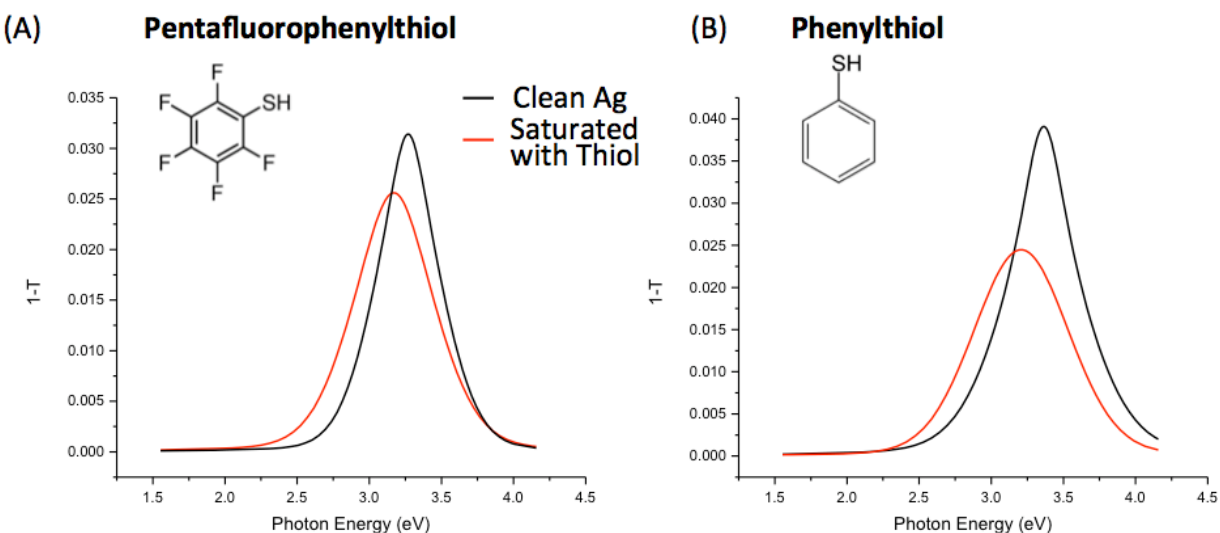 (A) Pentafluorophenylthiol
F
F
SH
F
F
F
Clean Ag
Saturated
with Thiol
0.035
0.030
0.025
0.020
0.015
0.010
0.005
0.000
1-T
1.5 2.0 2.5 3.0 3.5 4.0 4.5
Photon Energy (eV)
(B) Phenylthiol
SH
0.040
0.035
0.030
0.025
0.020
0.015
0.010
0.005
0.000
1-T
1.5 2.0 2.5 3.0 3.5 4.0 4.5
Photon Energy (eV)